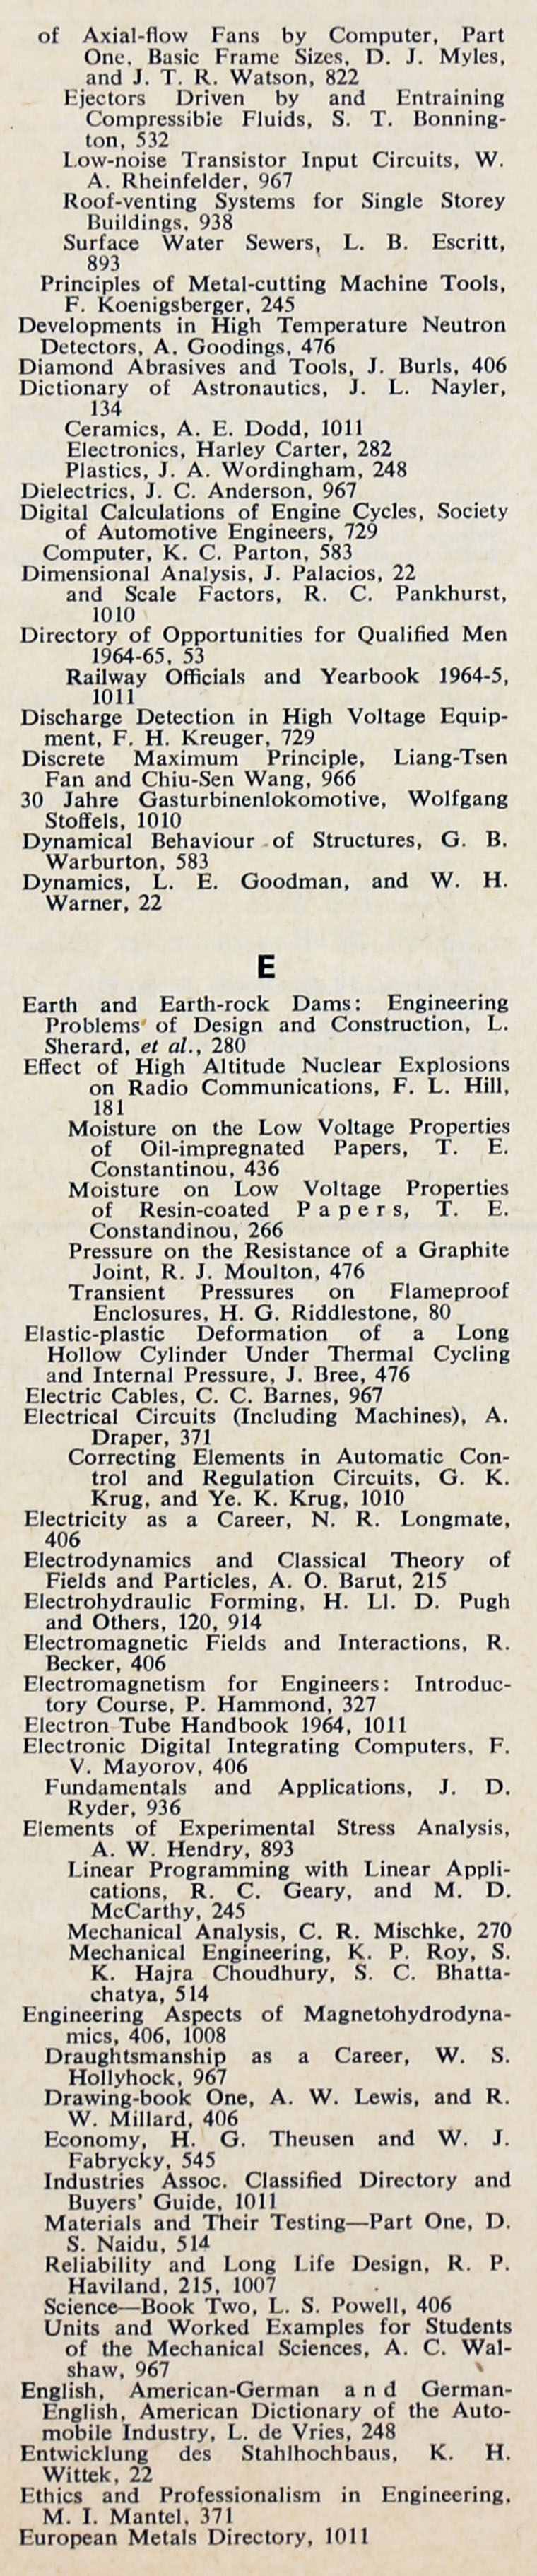 of Axial-flow Fans by Computer, Part
One, Basic Frame Sizes, D. J. Myles,
and J. T. R. Watson, 822
Ejectors Driven by and Entraining
Compressible Fluids, S. T. Bonning-
ton, 532
Low-noise Transistor Input Circuits, W.
A. Rheinfelder, 967
Roof-venting Systems for Single Storey
Buildings, 938
Surface Water Sewers, L. B. Escritt,
893
Principles of Metal-cutting Machine Tools,
F. Koenigsberger, 245
Developments in High Temperature Neutron
Detectors, A. Goodings, 476
Diamond Abrasives and Tools, J. Burls, 406
Dictionary of Astronautics, J. L. Nayler,
134
Ceramics, A. E. Dodd, 1011
Electronics, Harley Carter, 282
Plastics, J. A. Wordingham, 248
Dielectrics, J. C. Anderson, 967
Digital Calculations of Engine Cycles, Society
of Automotive Engineers, 729
Computer, K. C. Parton, 583
Dimensional Analysis, J. Palacios, 22
and Scale Factors, R. C. Pankhurst,
1010
Directory of Opportunities for Qualified Men
1964-65, 53
Railway Officials and Yearbook 1964-5,
1011
Discharge Detection in High Voltage Equip-
ment, F. H. Kreuger, 729
Discrete Maximum Principle, Liang-Tsen
Fan and Chiu-Sen Wang, 966
30 Jahre Gasturbinenlokomotive, Wolfgang
Stoffels, 1010
Dynamical Behaviour of Structures, G. B.
Warburton, 583
Dynamics, L. E. Goodman, and W. H.
Warner, 22
E
Earth and Earth-rock Dams: Engineering
Problems of Design and Construction, L.
Sherard, et al., 280
Effect of High Altitude Nuclear Explosions
on Radio Communications, F. L. Hill,
181
Moisture on the Low Voltage Properties
of Oil-impregnated Papers, T. E.
Constantinou, 436
Moisture on Low Voltage Properties
of Resin-coated Papers, T. E.
Constandinou, 266
Pressure on the Resistance of a Graphite
Joint, R. J. Moulton, 476
Transient Pressures on Flameproof
Enclosures, H. G. Riddlestone, 80
Elastic-plastic Deformation of a Long
Hollow Cylinder Under Thermal Cycling
and Internal Pressure, J. Bree, 476
Electric Cables, C. C. Barnes, 967
Electrical Circuits (Including Machines), A.
Draper, 371
Correcting Elements in Automatic Con-
trol and Regulation Circuits, G. K.
Krug, and Ye. K. Krug, 1010
Electricity as a Career, N. R. Longmate,
406
Electrodynamics and Classical Theory of
Fields and Particles, A. O. Barut, 215
Electrohydraulic Forming, H. Ll. D. Pugh
and Others, 120, 914
Electromagnetic Fields and Interactions, R.
Becker, 406
Electromagnetism for Engineers: Introduc-
tory Course, P. Hammond, 327
Electron Tube Handbook 1964, 1011
Electronic Digital Integrating Computers, F.
V. Mayorov, 406
Fundamentals and Applications, J. D.
Ryder, 936
Elements of Experimental Stress Analysis,
A. W. Hendry, 893
Linear Programming with Linear Appli-
cations, R. C. Geary, and M. D.
McCarthy, 245
Mechanical Analysis, C. R. Mischke, 270
Mechanical Engineering, K. P. Roy, S.
K. Hajra Choudhury, S. C. Bhatta-
chatya, 514
Engineering Aspects of Magnetohydrodyna-
mics, 406, 1008
Draughtsmanship as a Career, W. S.
Hollyhock, 967
Drawing-book One, A. W. Lewis, and R.
W. Millard, 406
Economy, H. G. Theusen and W. J.
Fabrycky, 545
Industries Assoc. Classified Directory and
Buyers' Guide, 1011
Materials and Their Testing—Part One, D.
S. Naidu, 514
Reliability and Long Life Design, R. P.
Haviland, 215, 1007
Science—Book Two, L. S. Powell, 406
Units and Worked Examples for Students
of the Mechanical Sciences, A. C. Wal-
shaw, 967
English, American-German and German-
English, American Dictionary of the Auto-
mobile Industry, L. de Vries, 248
Entwicklung des Stahlhochbaus, K. H.
Wittek, 22
Ethics and Professionalism in Engineering,
M. I. Mantel, 371
European Metals Directory, 1011